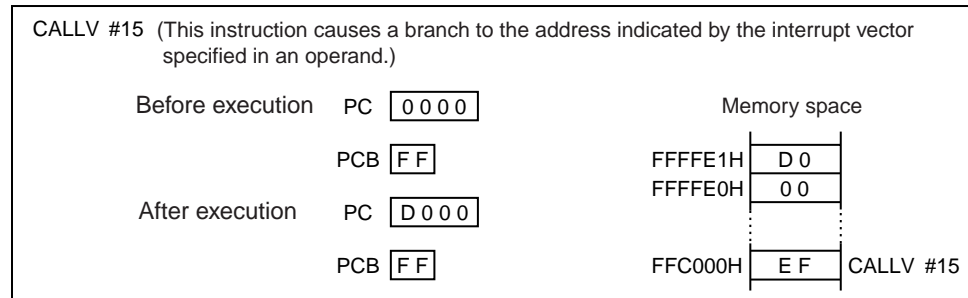 CALLV #15 (This instruction causes a branch to the address indicated by the interrupt vector
specified in an operand.)
Before execution PC 0 0 0 0 Memory space
PCB F F FFFFE1H D 0
FFFFE0H 0 0
After execution PC D 0 0 0
PCB F F FFC000H E F CALLV #15